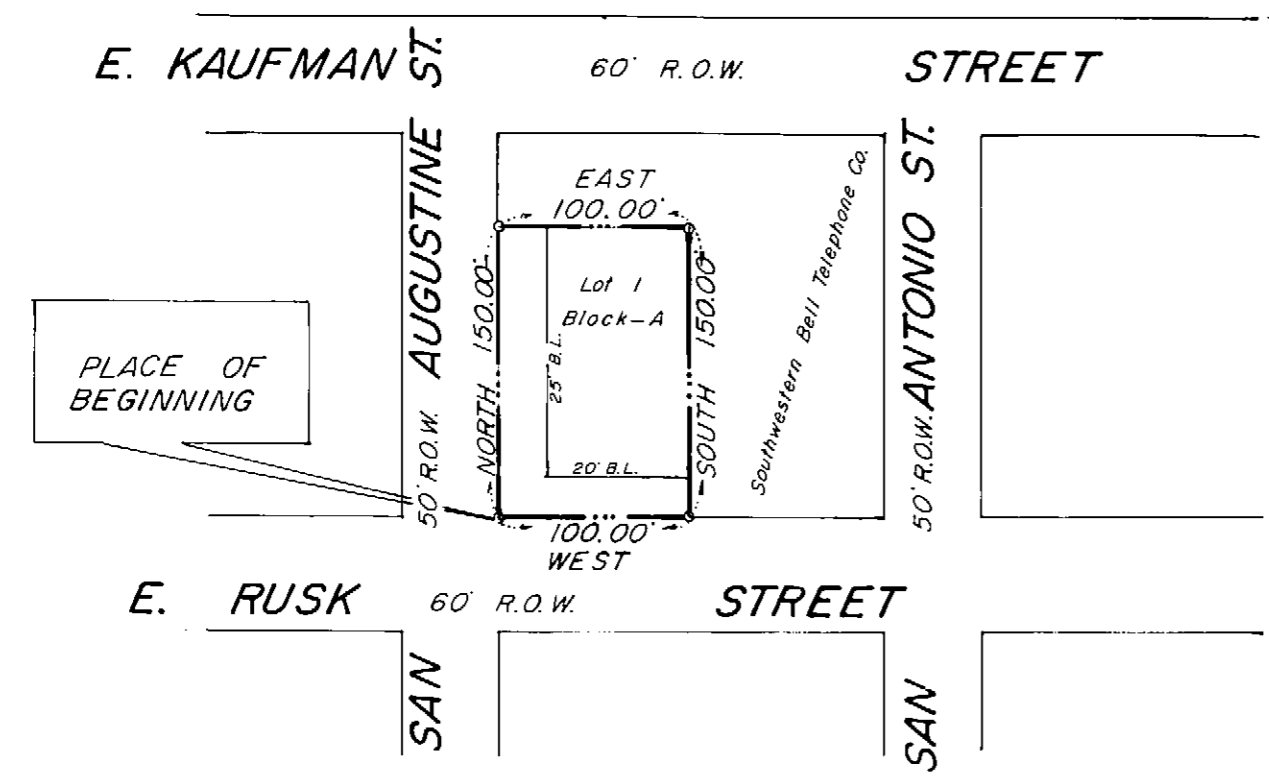 E. KAUFMAN 60' R.O.W. STREET
SAN AUGUSTINE ST.
50' R.O.W.
SAN ANTONIO ST.
50' R.O.W.
EAST
100.00'
NORTH 150.00'
SOUTH 150.00'
Lot 1
Block-A
25' B.L.
20' B.L.
Southwestern Bell Telephone Co.
PLACE OF
BEGINNING
100.00'
WEST
E. RUSK 60' R.O.W. STREET